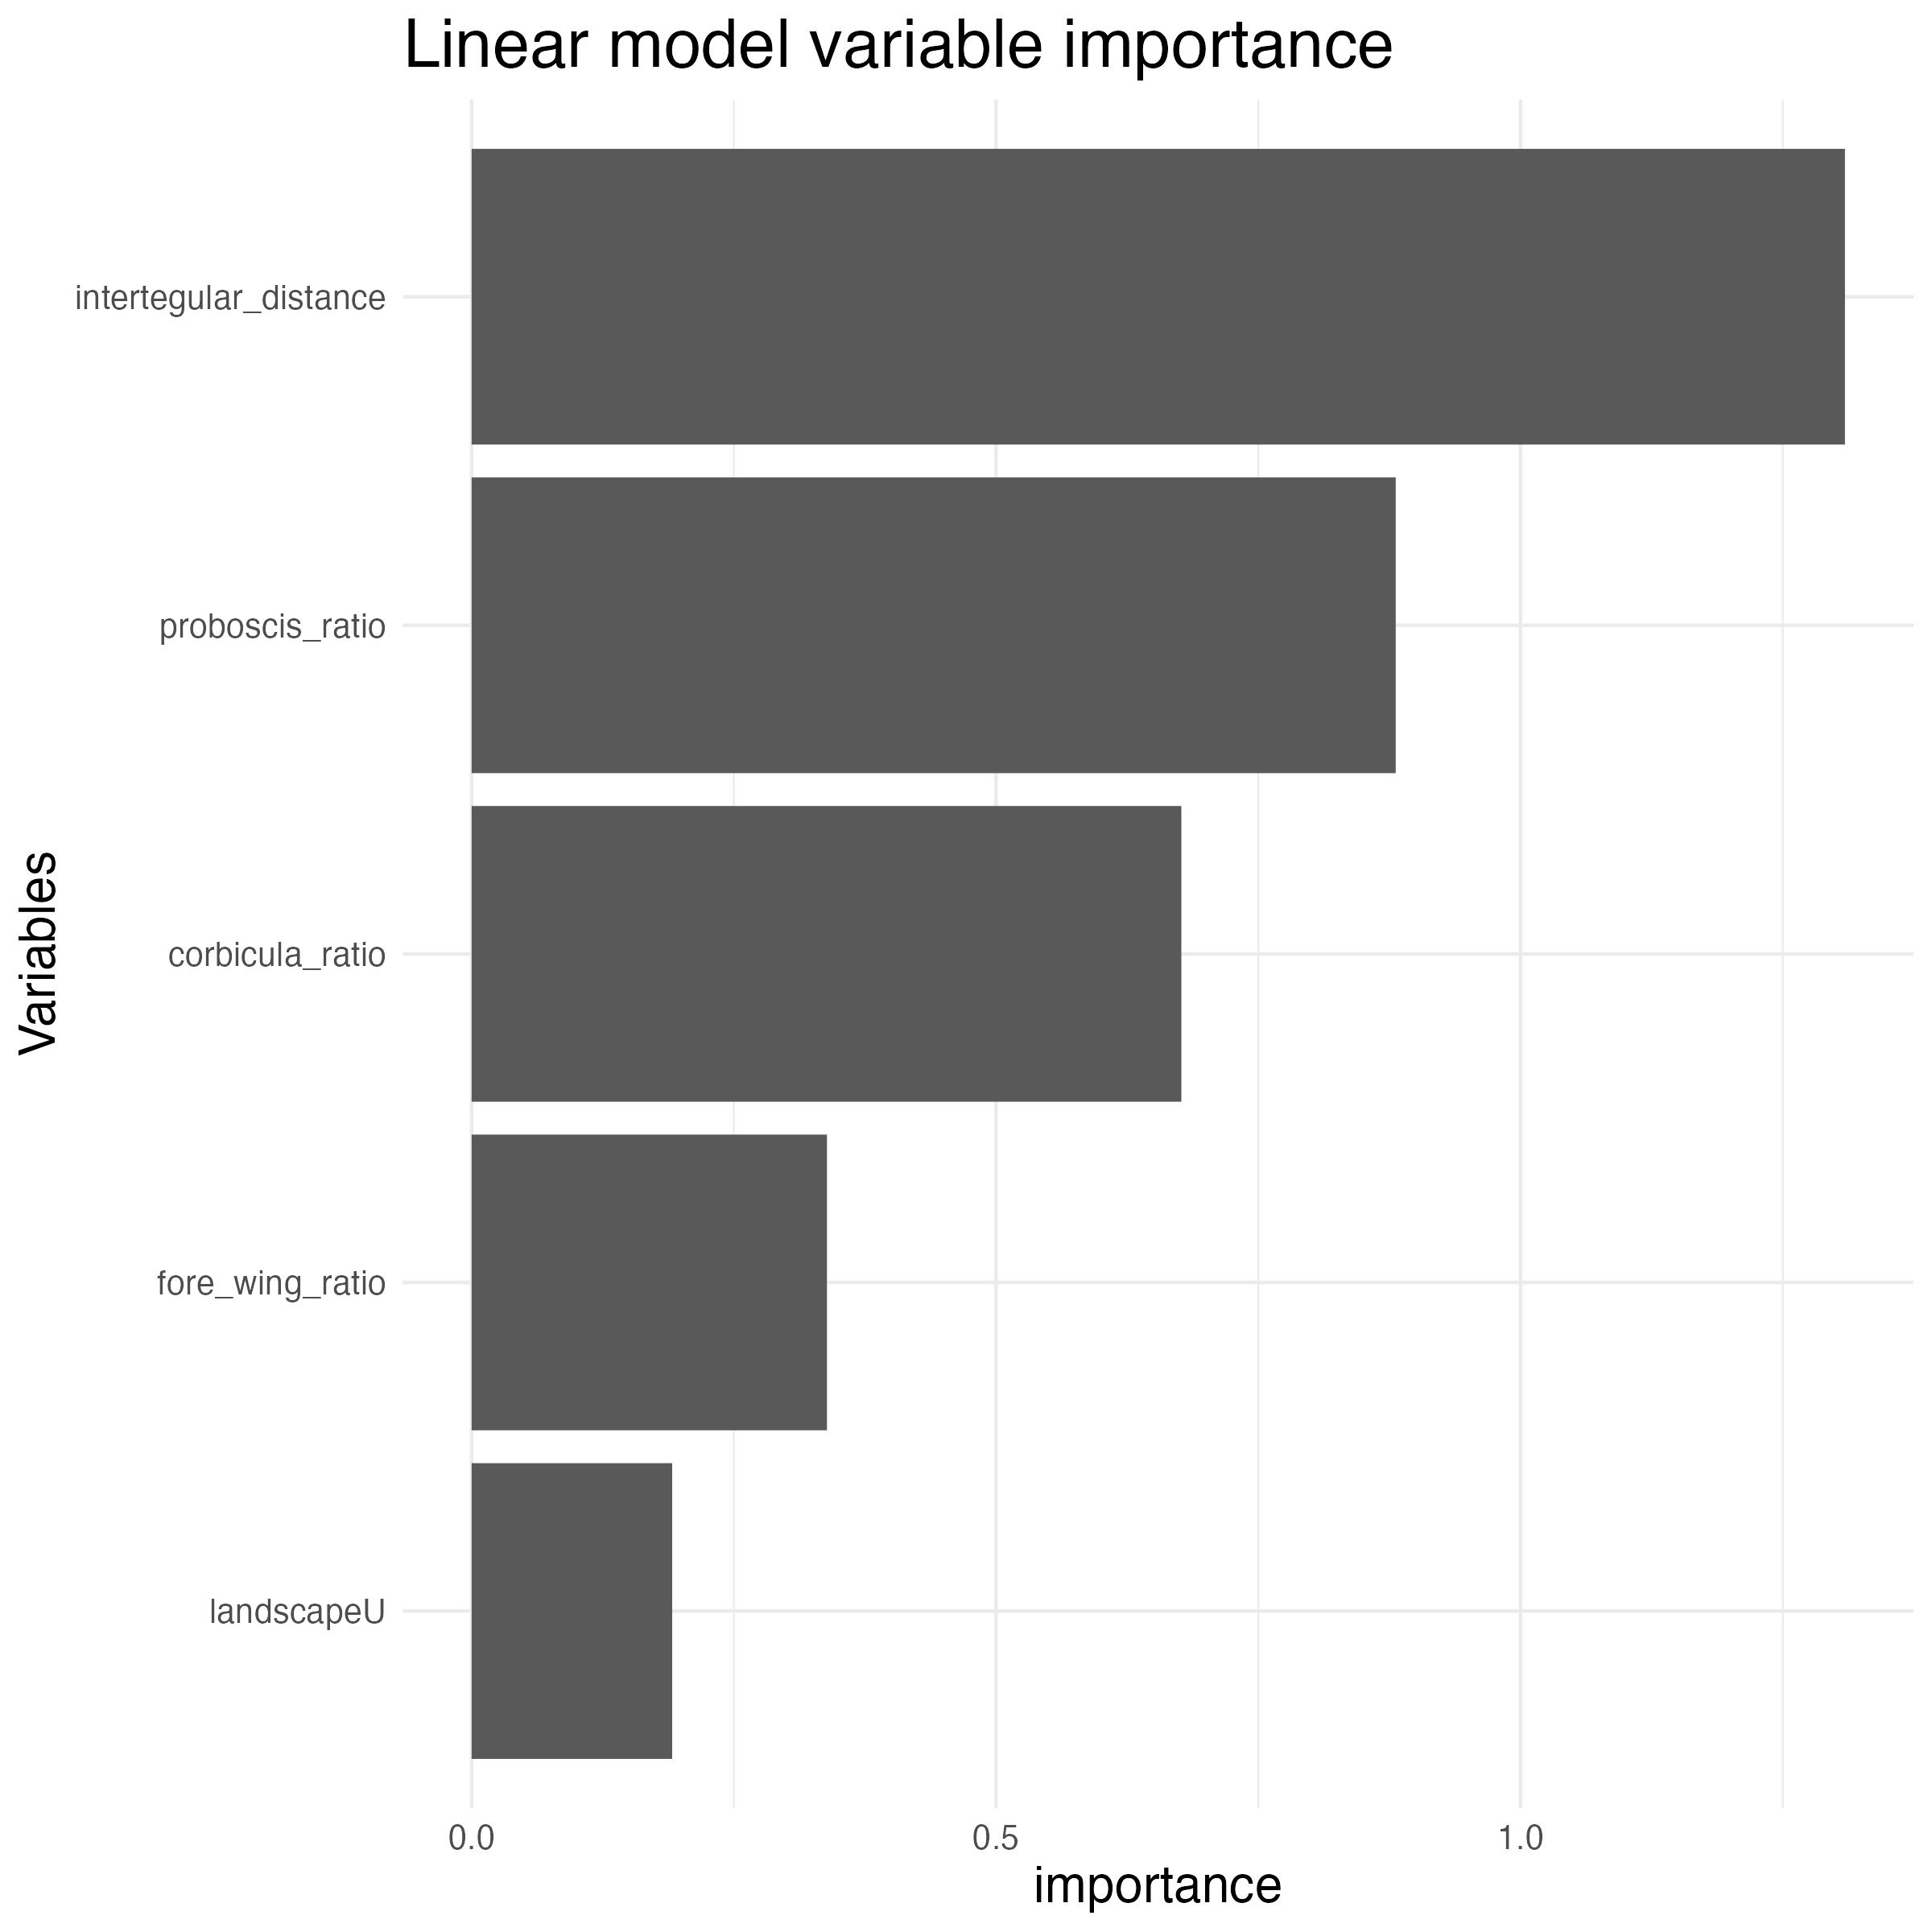 Linear model variable importance
Variables
intertegular_distance
proboscis_ratio
corbicula_ratio
fore_wing_ratio
landscapeU
0.0 0.5 1.0
importance